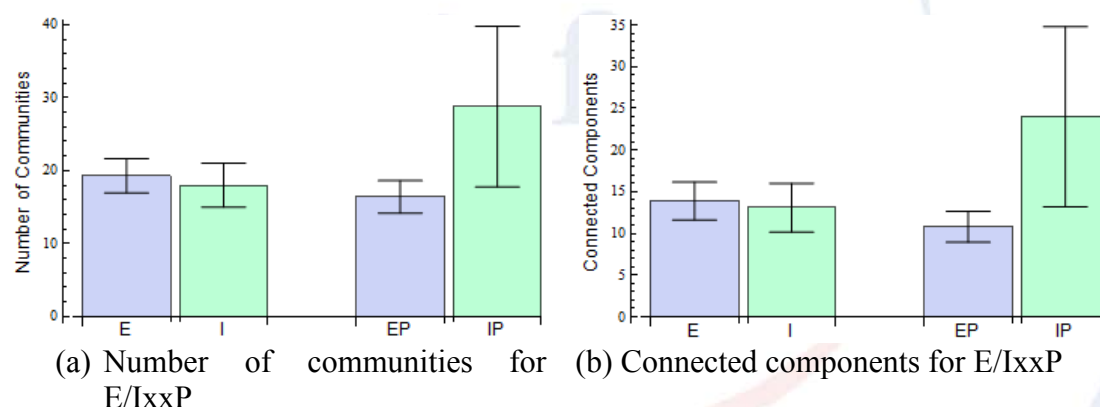 40
30
20
10
0
Number of Communities
E I EP IP
35
30
25
20
15
10
5
0
Connected Components
E I EP IP
(a) Number of communities for
E/IxxP
(b) Connected components for E/IxxP